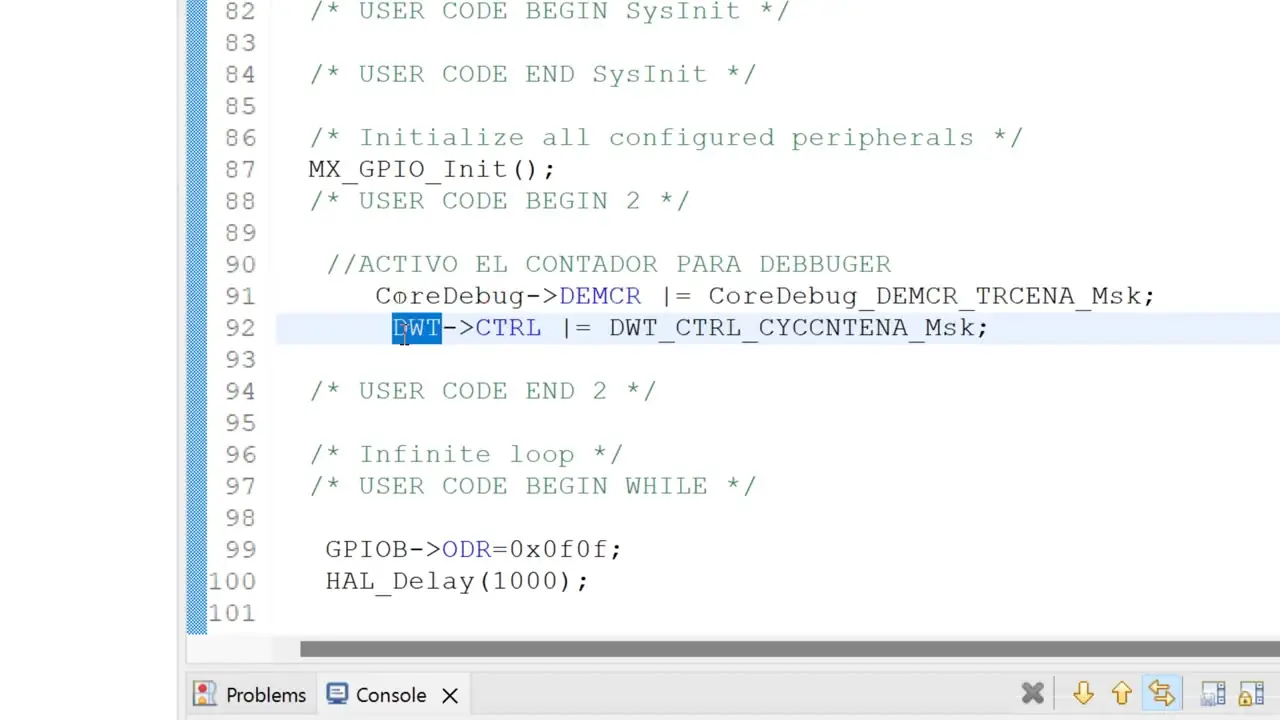 82 /* USER CODE BEGIN SysInit */
83
84 /* USER CODE END SysInit */
85
86 /* Initialize all configured peripherals */
87 MX_GPIO_Init();
88 /* USER CODE BEGIN 2 */
89
90 //ACTIVO EL CONTADOR PARA DEBBUGER
91 CoreDebug->DEMCR |= CoreDebug_DEMCR_TRCENA_Msk;
92 DWT->CTRL |= DWT_CTRL_CYCCNTENA_Msk;
93
94 /* USER CODE END 2 */
95
96 /* Infinite loop */
97 /* USER CODE BEGIN WHILE */
98
99 GPIOB->ODR=0x0f0f;
100 HAL_Delay(1000);
101
Problems Console